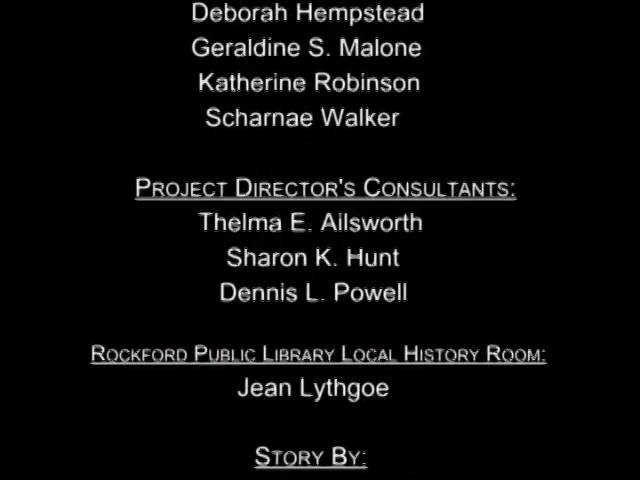 Deborah Hempstead
Geraldine S. Malone
Katherine Robinson
Scharnae Walker
PROJECT DIRECTOR'S CONSULTANTS:
Thelma E. Ailsworth
Sharon K. Hunt
Dennis L. Powell
ROCKFORD PUBLIC LIBRARY LOCAL HISTORY ROOM:
Jean Lythgoe
STORY BY: